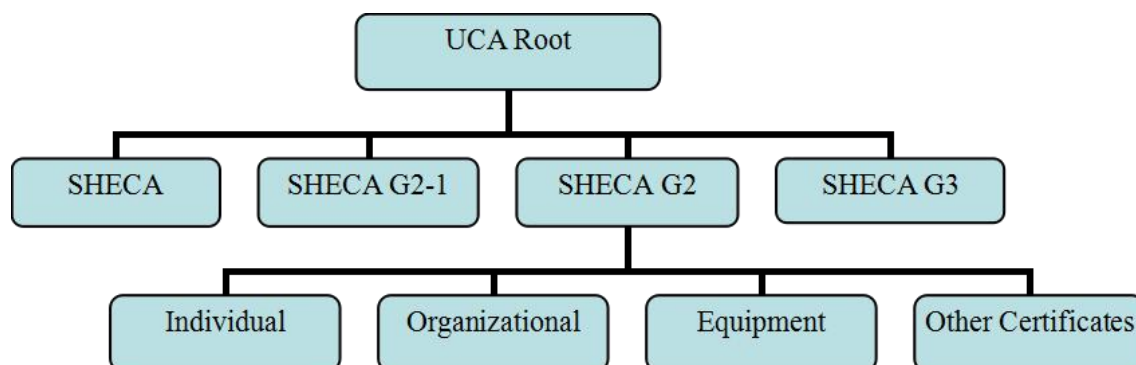 UCA Root
SHECA
SHECA G2-1
SHECA G2
SHECA G3
Individual
Organizational
Equipment
Other Certificates